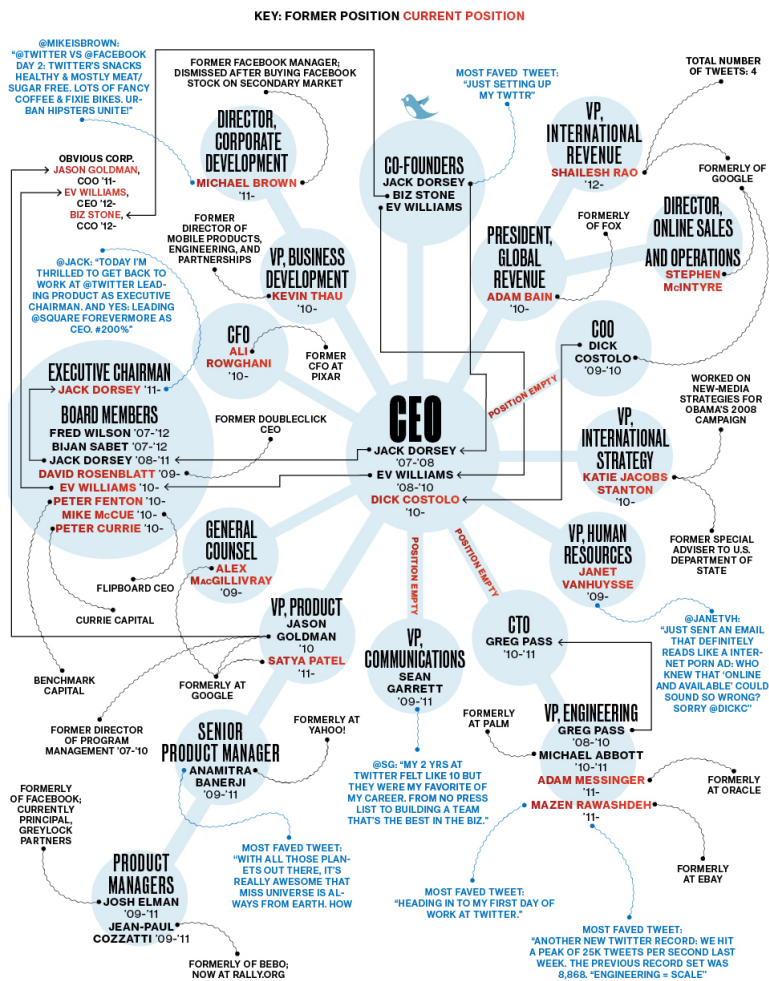 KEY: FORMER POSITION CURRENT POSITION
@MIKEISBROWN:
"@TWITTER VS @FACEBOOK
DAY 2: TWITTER'S SNACKS
HEALTHY & MOSTLY MEAT/
SUGAR FREE. LOTS OF FANCY
COFFEE & FIXIE BIKES. UR-
BAN HIPSTERS UNITE!"
FORMER FACEBOOK MANAGER;
DISMISSED AFTER BUYING FACEBOOK
STOCK ON SECONDARY MARKET
MOST FAVED TWEET:
"JUST SETTING UP
MY TWTTR"
TOTAL NUMBER
OF TWEETS: 4
DIRECTOR,
CORPORATE
DEVELOPMENT
MICHAEL BROWN
'11-
CO-FOUNDERS
JACK DORSEY
BIZ STONE
EV WILLIAMS
VP,
INTERNATIONAL
REVENUE
SHAILESH RAO
'12-
FORMERLY OF
GOOGLE
OBVIOUS CORP.
JASON GOLDMAN,
COO '11-
EV WILLIAMS,
CEO '12-
BIZ STONE,
CCO '12-
FORMER
DIRECTOR OF
MOBILE PRODUCTS,
ENGINEERING, AND
PARTNERSHIPS
VP, BUSINESS
DEVELOPMENT
KEVIN THAU
'10-
PRESIDENT,
GLOBAL
REVENUE
ADAM BAIN
'10-
FORMERLY
OF FOX
DIRECTOR,
ONLINE SALES
AND OPERATIONS
STEPHEN
McINTYRE
@JACK: "TODAY I'M
THRILLED TO GET BACK TO
WORK AT @TWITTER LEAD-
ING PRODUCT AS EXECUTIVE
CHAIRMAN. AND YES: LEADING
@SQUARE FOREVERMORE AS
CEO. #200%"
CFO
ALI
ROWGHANI
'10-
FORMER
CFO AT
PIXAR
COO
DICK
COSTOLO
'09-'10
EXECUTIVE CHAIRMAN
JACK DORSEY '11-
BOARD MEMBERS
FRED WILSON '07-'12
BIJAN SABET '07-'12
JACK DORSEY '08-'11
DAVID ROSENBLATT '09-
EV WILLIAMS '10-
PETER FENTON '10-
MIKE McCUE '10-
PETER CURRIE '10-
FORMER DOUBLECLICK
CEO
CEO
JACK DORSEY
'07-'08
EV WILLIAMS
'08-'10
DICK COSTOLO
'10-
POSITION EMPTY
WORKED ON
NEW-MEDIA
STRATEGIES FOR
OBAMA'S 2008
CAMPAIGN
VP,
INTERNATIONAL
STRATEGY
KATIE JACOBS
STANTON
'10-
FORMER SPECIAL
ADVISER TO U.S.
DEPARTMENT OF
STATE
GENERAL
COUNSEL
ALEX
MacGILLIVRAY
'09-
POSITION EMPTY
POSITION EMPTY
VP, HUMAN
RESOURCES
JANET
VANHUYSSE
'09-
FLIPBOARD CEO
CURRIE CAPITAL
BENCHMARK
CAPITAL
VP, PRODUCT
JASON
GOLDMAN
'10
SATYA PATEL
'11-
FORMERLY AT
GOOGLE
FORMER DIRECTOR
OF PROGRAM
MANAGEMENT '07-'10
VP,
COMMUNICATIONS
SEAN
GARRETT
'09-'11
CTO
GREG PASS
'10-'11
@JANETVH:
"JUST SENT AN EMAIL
THAT DEFINITELY
READS LIKE A INTER-
NET PORN AD: WHO
KNEW THAT 'ONLINE
AND AVAILABLE' COULD
SOUND SO WRONG?
SORRY @DICKC"
SENIOR
PRODUCT MANAGER
ANAMITRA
BANERJI
'09-'11
FORMERLY AT
YAHOO!
FORMERLY
AT PALM
VP, ENGINEERING
GREG PASS
'08-'10
MICHAEL ABBOTT
'10-'11
ADAM MESSINGER
'11-
MAZEN RAWASHDEH
'11-
FORMERLY
AT ORACLE
FORMERLY
AT EBAY
@SG: "MY 2 YRS AT
TWITTER FELT LIKE 10 BUT
THEY WERE MY FAVORITE OF
MY CAREER. FROM NO PRESS
LIST TO BUILDING A TEAM
THAT'S THE BEST IN THE BIZ."
FORMERLY
OF FACEBOOK;
CURRENTLY
PRINCIPAL,
GREYLOCK
PARTNERS
MOST FAVED TWEET:
"WITH ALL THOSE PLAN-
ETS OUT THERE, IT'S
REALLY AWESOME THAT
MISS UNIVERSE IS AL-
WAYS FROM EARTH. HOW
PRODUCT
MANAGERS
JOSH ELMAN
'09-'11
JEAN-PAUL
COZZATTI '09-'11
FORMERLY OF BEBO;
NOW AT RALLY.ORG
MOST FAVED TWEET:
"HEADING IN TO MY FIRST DAY OF
WORK AT TWITTER."
MOST FAVED TWEET:
"ANOTHER NEW TWITTER RECORD: WE HIT
A PEAK OF 25K TWEETS PER SECOND LAST
WEEK. THE PREVIOUS RECORD SET WAS
8,868. "ENGINEERING = SCALE"